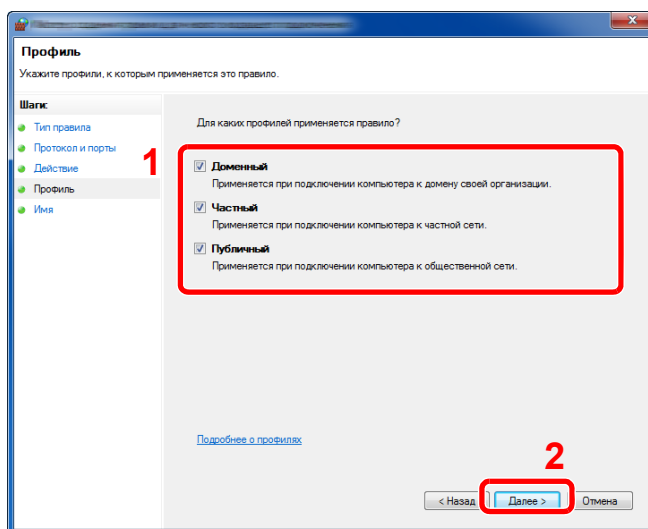 Профиль
Укажите профили, к которым применяется это правило.
Шаги:
Тип правила
Протокол и порты
Действие
Профиль
Имя
Для каких профилей применяется правило?
1
Доменный
Применяется при подключении компьютера к домену своей организации.
Частный
Применяется при подключении компьютера к частной сети.
Публичный
Применяется при подключении компьютера к общественной сети.
Подробнее о профилях
2
< Назад
Далее >
Отмена